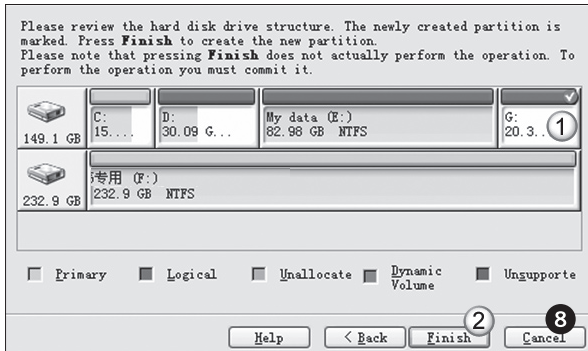 Please review the hard disk drive structure. The newly created partition is
marked. Press Finish to create the new partition.
Please note that pressing Finish does not actually perform the operation. To
perform the operation you must commit it.
C: D: My data (E:) G:
149.1 GB 15.... 30.09 G... 82.98 GB NTFS 20.3.. 1
专用 (F:)
232.9 GB 232.9 GB NTFS
Primary Logical Unallocate Dynamic Volume Unsupporte
2 8
Help < Back Finish Cancel